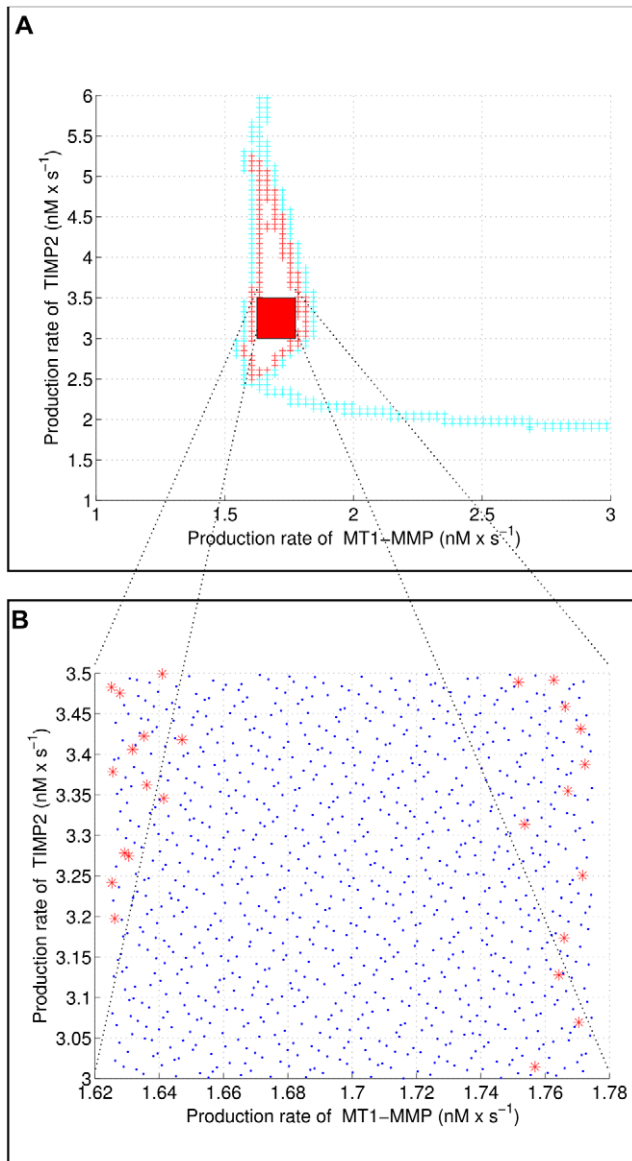 A
6
5.5
5
4.5
4
3.5
3
2.5
2
1.5
1
Production rate of TIMP2 (nM x s⁻¹)
1 1.5 2 2.5 3
Production rate of MT1−MMP (nM x s⁻¹)
B
3.5
3.45
3.4
3.35
3.3
3.25
3.2
3.15
3.1
3.05
3
Production rate of TIMP2 (nM x s⁻¹)
1.62 1.64 1.66 1.68 1.7 1.72 1.74 1.76 1.78
Production rate of MT1−MMP (nM x s⁻¹)